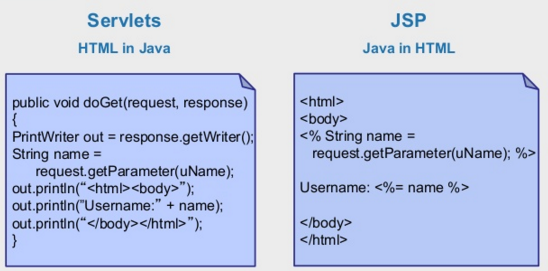 Servlets
HTML in Java
public void doGet(request, response)
{
PrintWriter out = response.getWriter();
String name =
request.getParameter(uName);
out.println(“<html><body>”);
out.println("Username:” + name);
out.println(“</body></html>”);
}
JSP
Java in HTML
<html>
<body>
<% String name =
request.getParameter(uName); %>
Username: <%= name %>
</body>
</html>